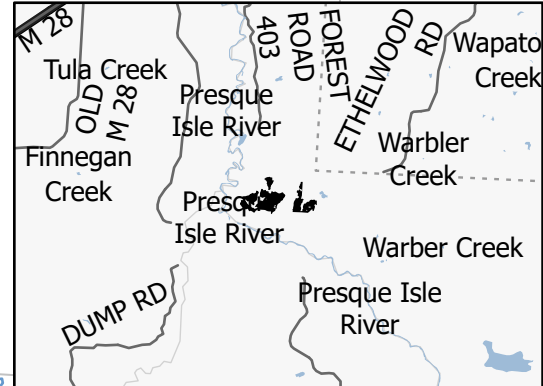 M 28
403
FOREST
ROAD
ETHELWOOD
RD
Wapato
Creek
Tula Creek
OLD
M 28
Presque
Isle River
Finnegan
Creek
Warbler
Creek
Presque
Isle River
Warber Creek
DUMP RD
Presque Isle
River